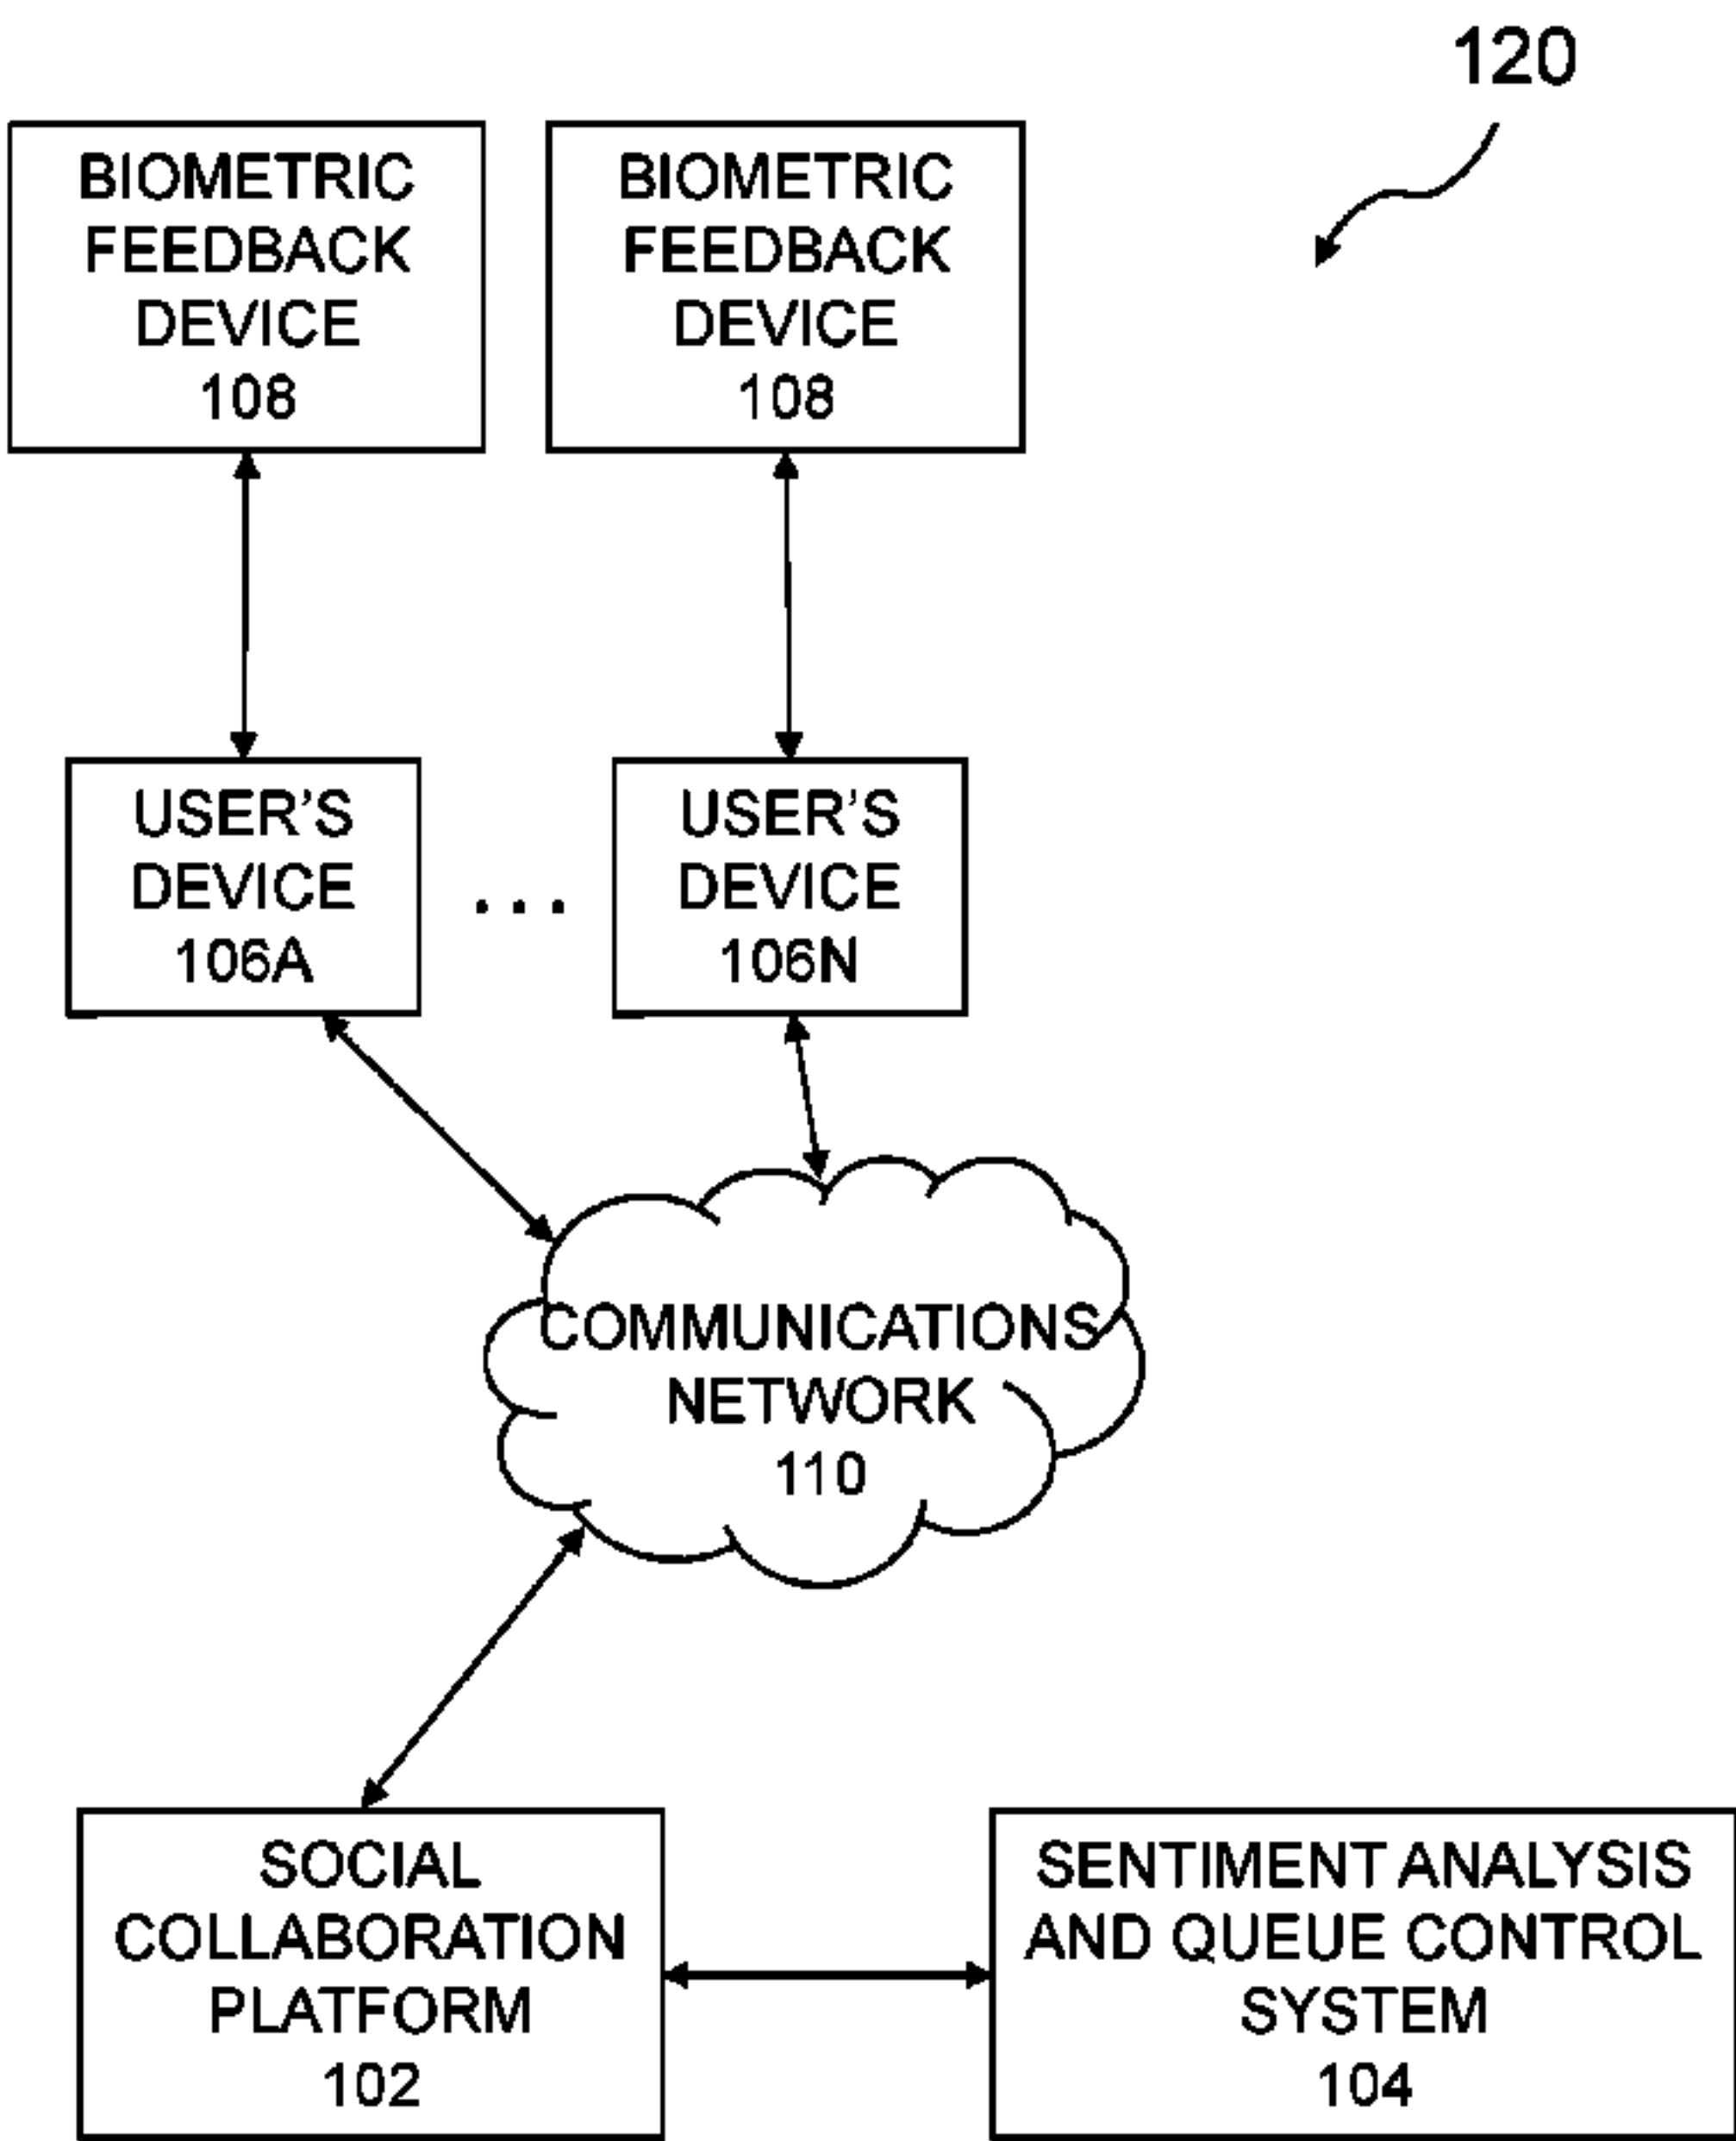 120
BIOMETRIC
FEEDBACK
DEVICE
108
BIOMETRIC
FEEDBACK
DEVICE
108
USER'S
DEVICE
106A
...
USER'S
DEVICE
106N
COMMUNICATIONS
NETWORK
110
SOCIAL
COLLABORATION
PLATFORM
102
SENTIMENT ANALYSIS
AND QUEUE CONTROL
SYSTEM
104